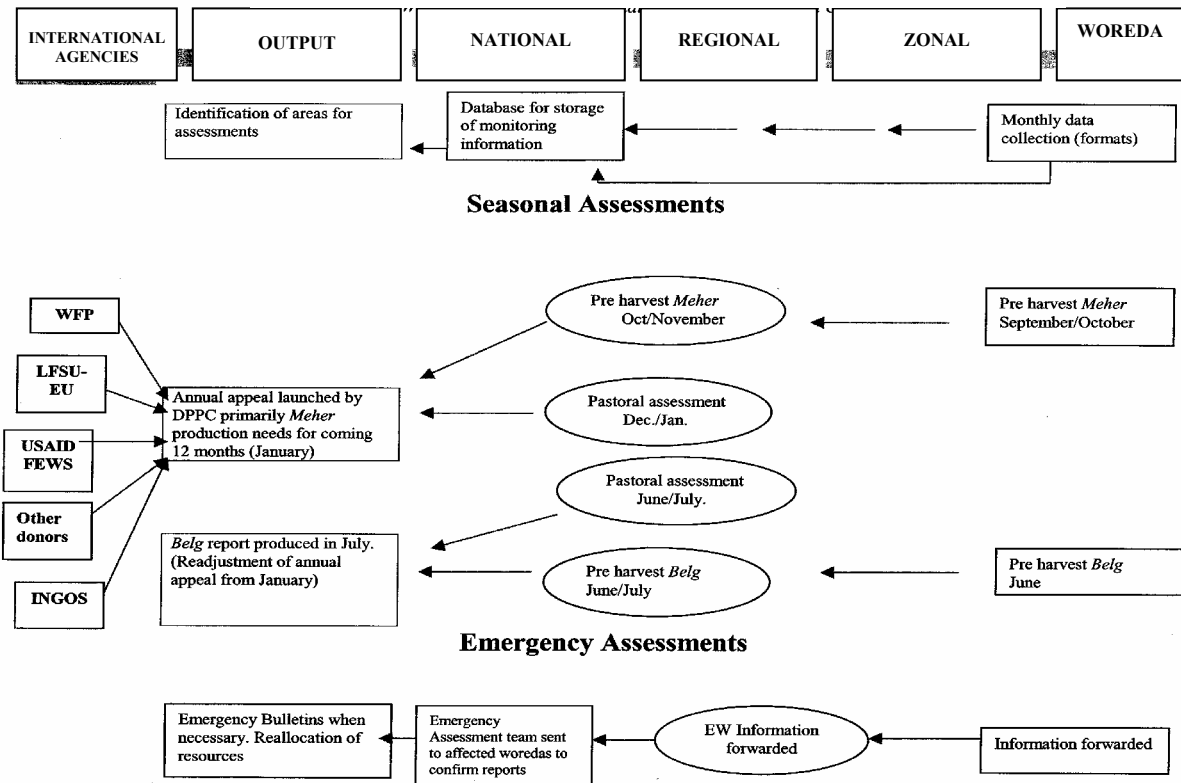 INTERNATIONAL
AGENCIES
OUTPUT
NATIONAL
REGIONAL
ZONAL
WOREDA
Identification of areas for
assessments
Database for storage
of monitoring
information
Monthly data
collection (formats)
Seasonal Assessments
WFP
LFSU-
EU
USAID
FEWS
Other
donors
INGOS
Annual appeal launched by
DPPC primarily Meher
production needs for coming
12 months (January)
Belg report produced in July.
(Readjustment of annual
appeal from January)
Pre harvest Meher
Oct/November
Pastoral assessment
Dec./Jan.
Pastoral assessment
June/July.
Pre harvest Belg
June/July
Pre harvest Meher
September/October
Pre harvest Belg
June
Emergency Assessments
Emergency Bulletins when
necessary. Reallocation of
resources
Emergency
Assessment team sent
to affected woredas to
confirm reports
EW Information
forwarded
Information forwarded